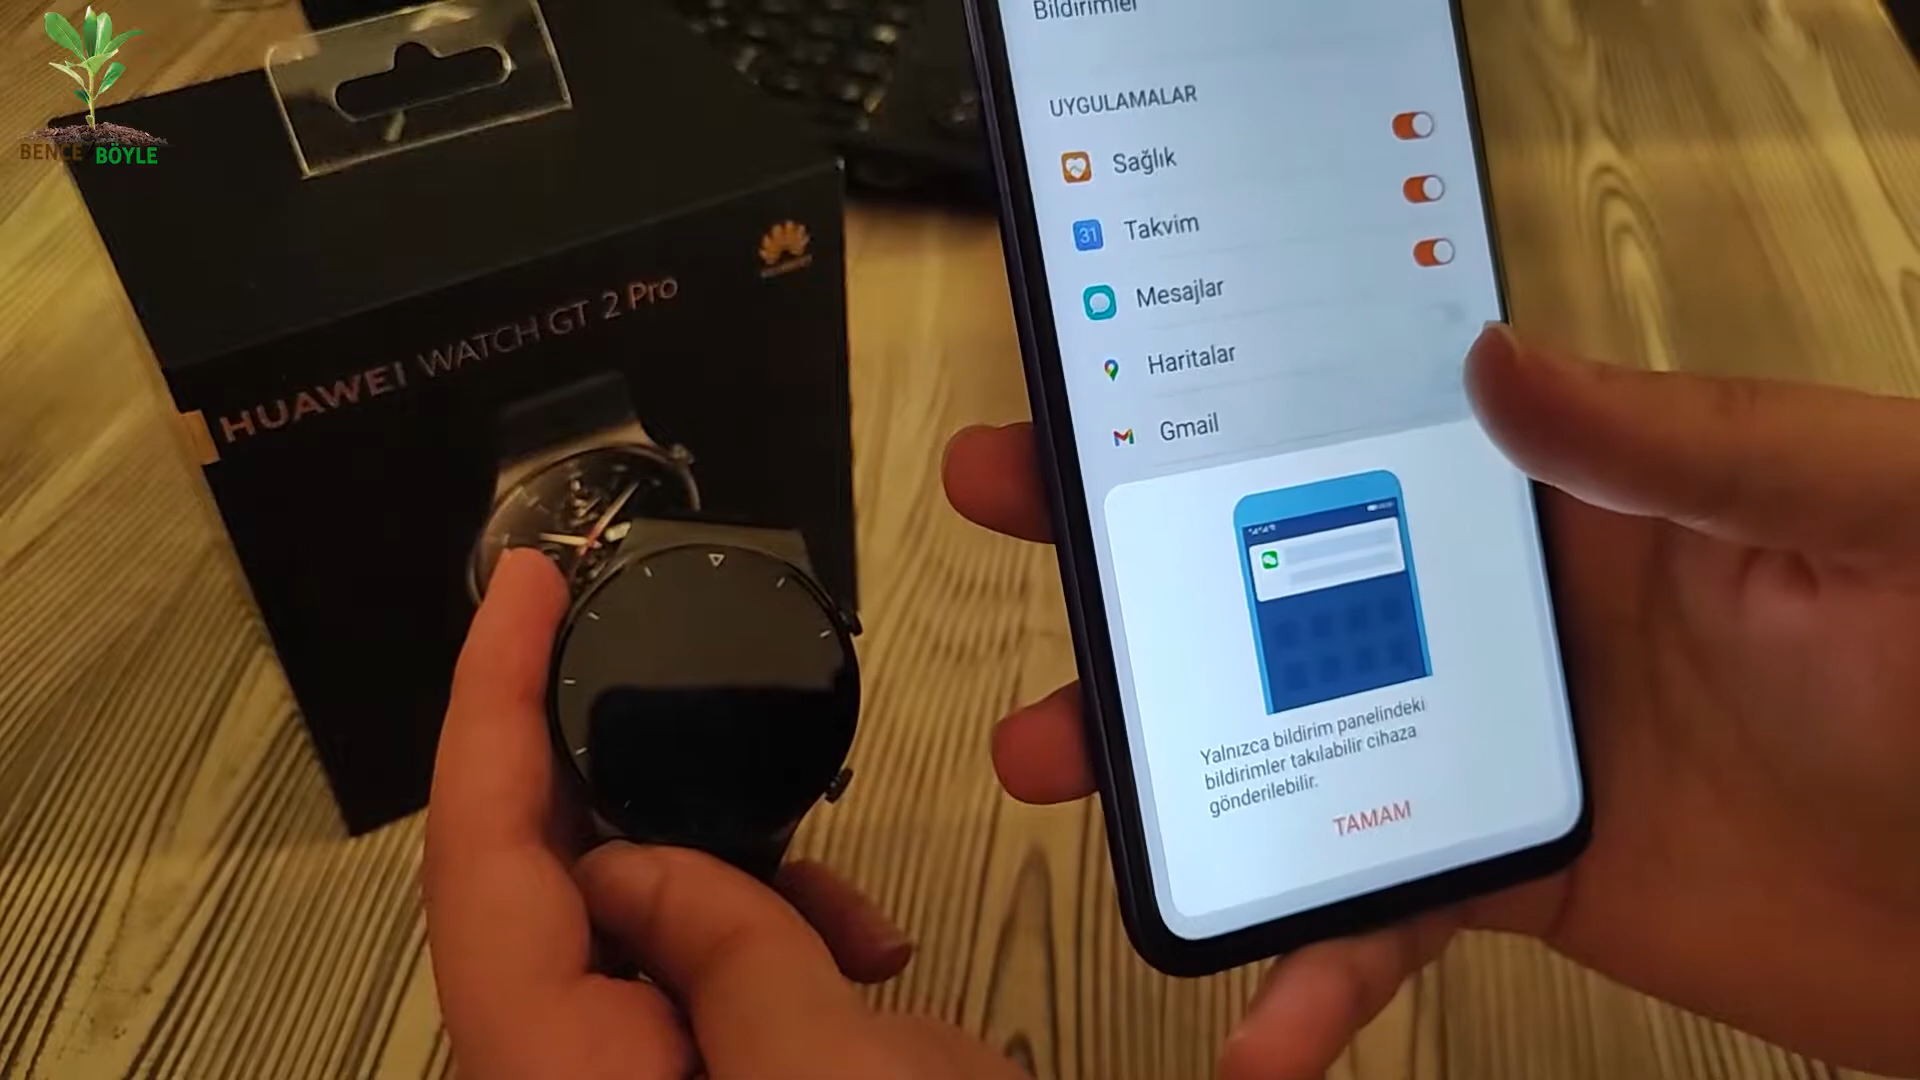 BENCE BÖYLE
HUAWEI WATCH GT 2 Pro
HUAWEI
Bildirimler
UYGULAMALAR
Sağlık
31
Takvim
Mesajlar
Haritalar
Gmail
Yalnızca bildirim panelindeki
bildirimler takılabilir cihaza
gönderilebilir.
TAMAM